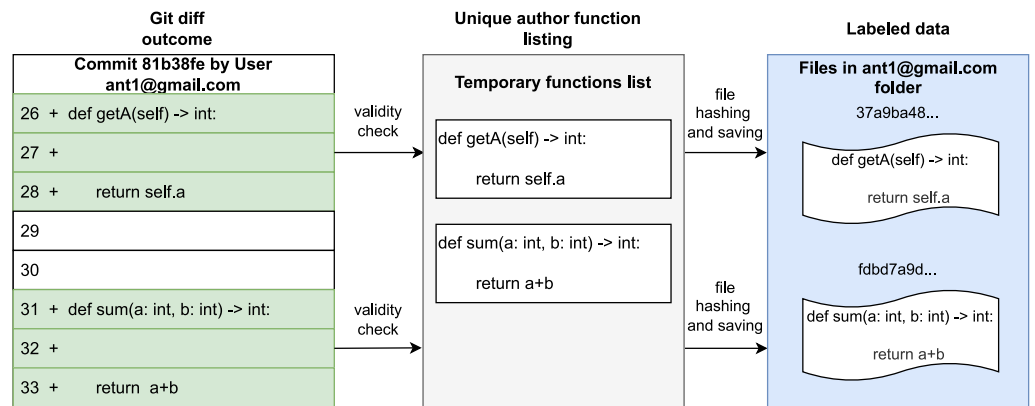 Git diff
outcome
Commit 81b38fe by User
ant1@gmail.com
26 + def getA(self) -> int:
27 +
28 + return self.a
29
30
31 + def sum(a: int, b: int) -> int:
32 +
33 + return a+b
validity
check
validity
check
Unique author function
listing
Temporary functions list
def getA(self) -> int:
return self.a
def sum(a: int, b: int) -> int:
return a+b
file
hashing
and saving
file
hashing
and saving
Labeled data
Files in ant1@gmail.com
folder
37a9ba48...
def getA(self) -> int:
return self.a
fdbd7a9d...
def sum(a: int, b: int) -> int:
return a+b